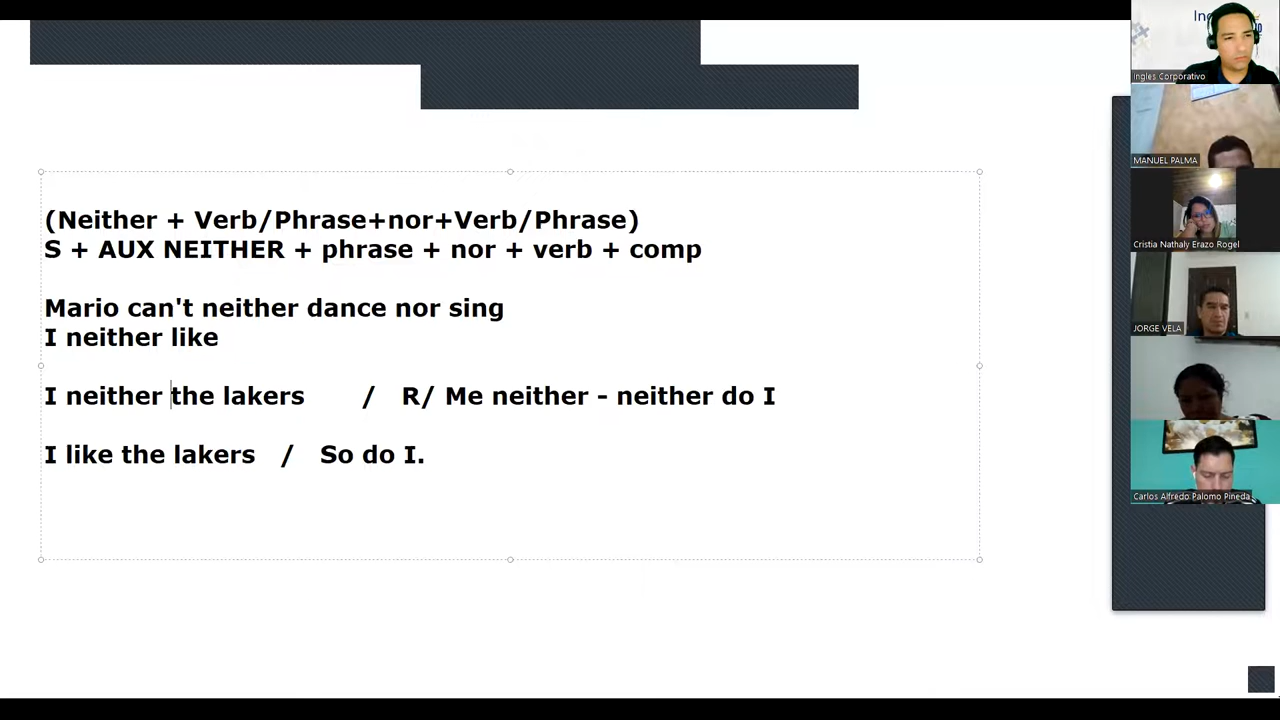 (Neither + Verb/Phrase+nor+Verb/Phrase)
S + AUX NEITHER + phrase + nor + verb + comp
Mario can't neither dance nor sing
I neither like
I neither the lakers / R/ Me neither - neither do I
I like the lakers / So do I.
Ingles Corporativo
MANUEL PALMA
Cristia Nathaly Erazo Rogel
JORGE VELA
Carlos Alfredo Palomo Pineda